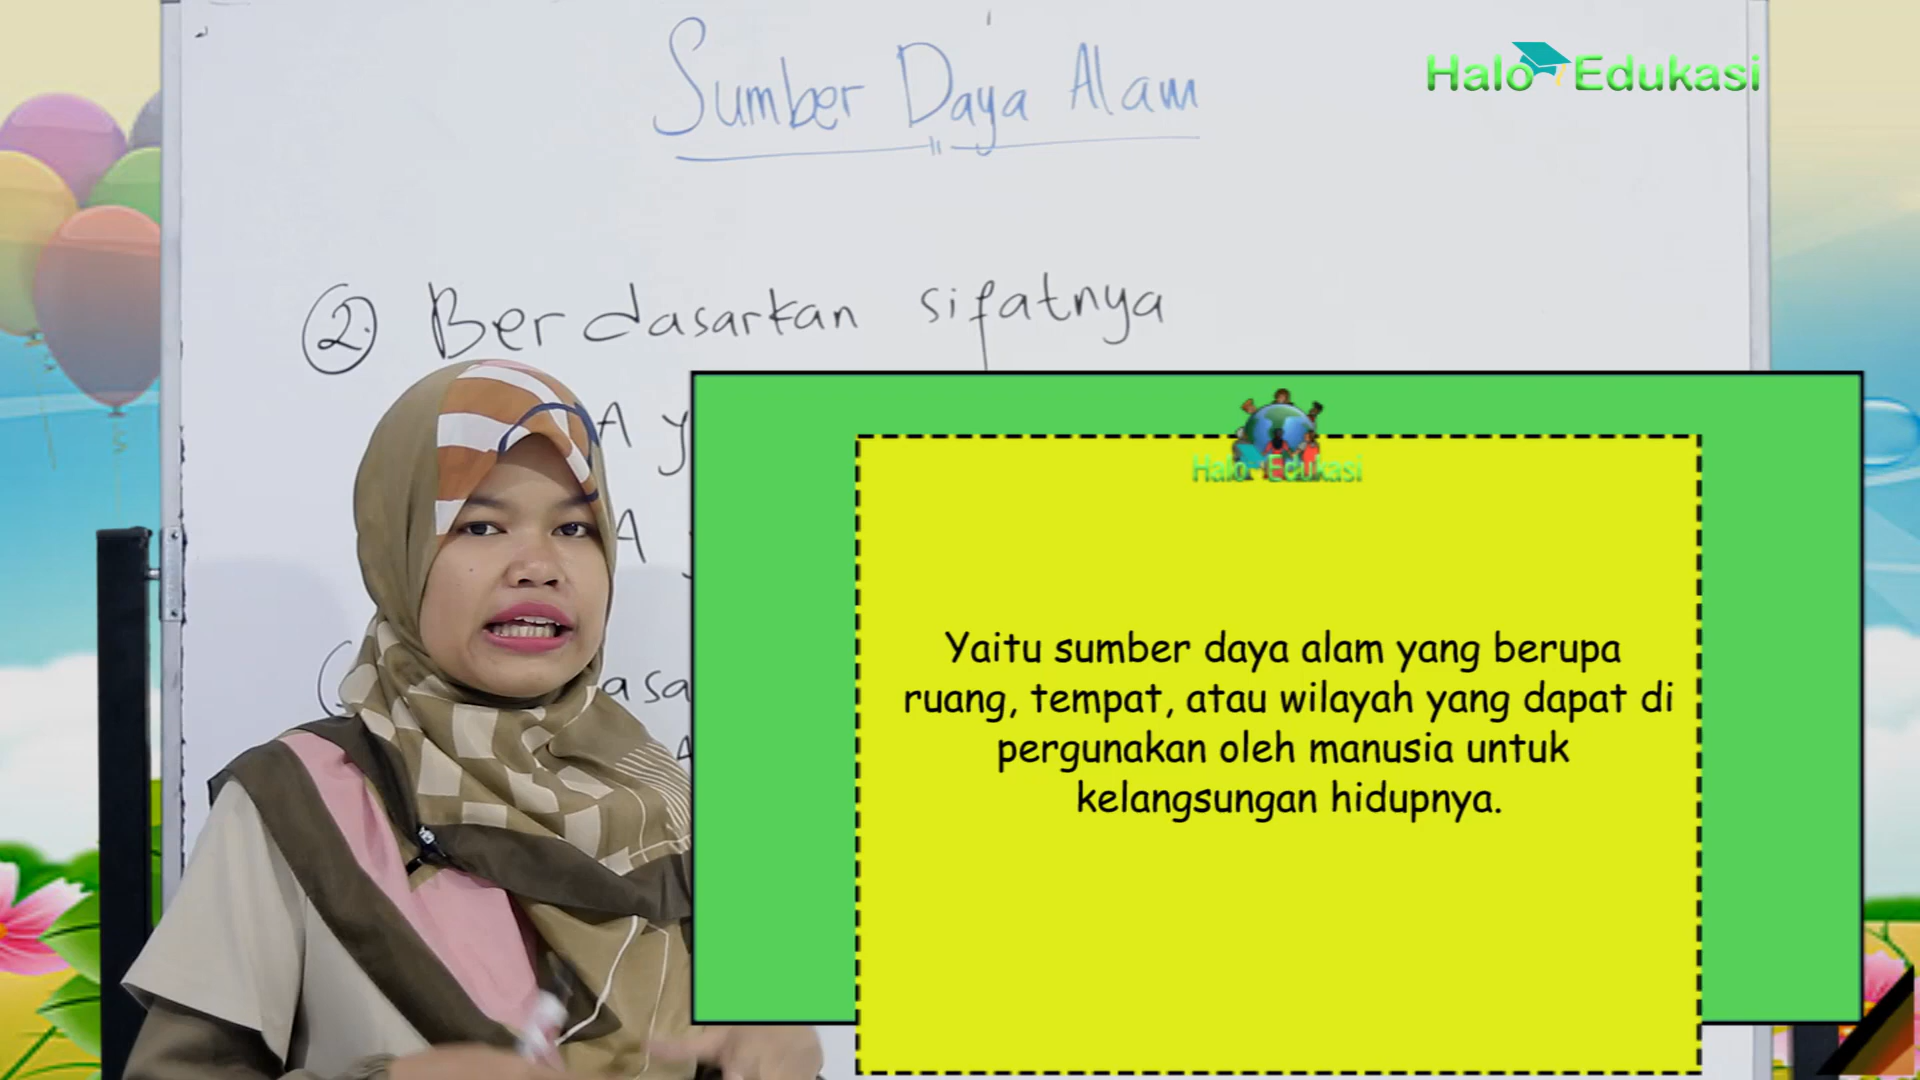 Sumber Daya Alam
Halo Edukasi
2. Berdasarkan sifatnya
A y
A
asa
Halo Edukasi
Yaitu sumber daya alam yang berupa
ruang, tempat, atau wilayah yang dapat di
pergunakan oleh manusia untuk
kelangsungan hidupnya.